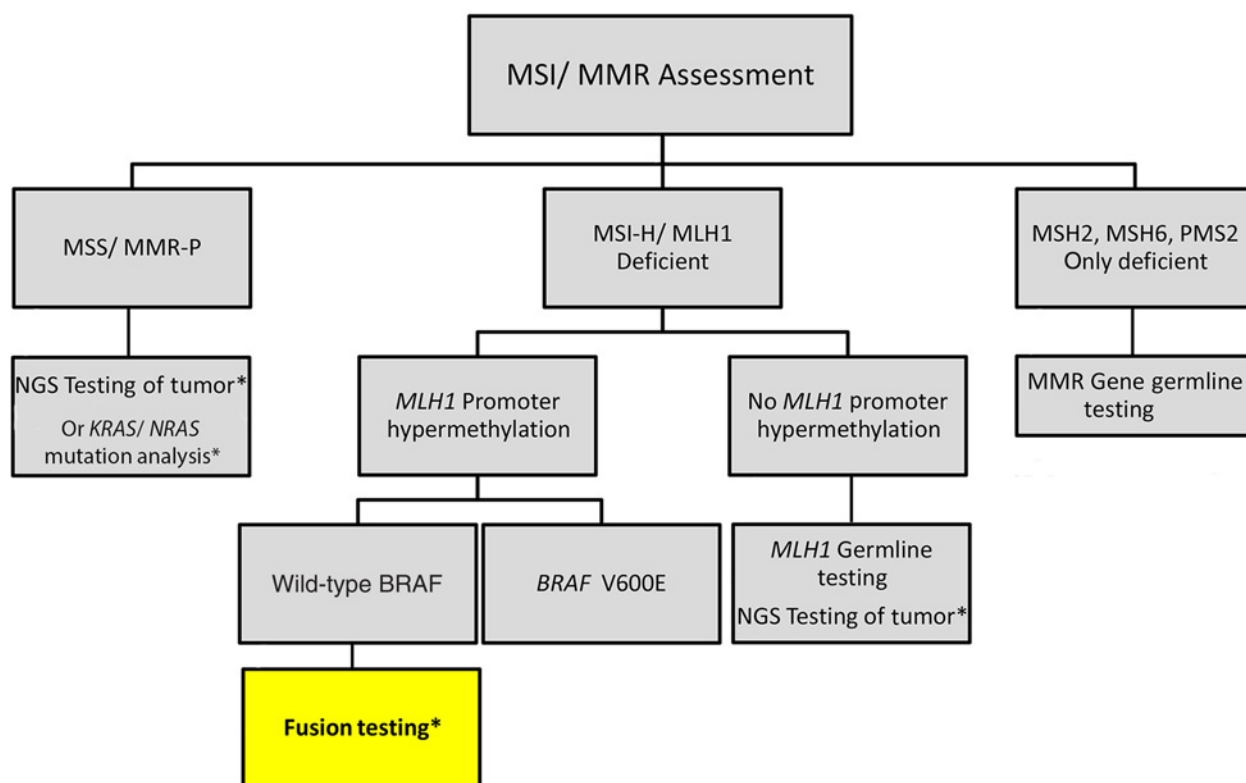 MSI/ MMR Assessment
MSS/ MMR-P
MSI-H/ MLH1
Deficient
MSH2, MSH6, PMS2
Only deficient
NGS Testing of tumor*
Or KRAS/ NRAS
mutation analysis*
MLH1 Promoter
hypermethylation
No MLH1 promoter
hypermethylation
MMR Gene germline
testing
Wild-type BRAF
BRAF V600E
MLH1 Germline
testing
NGS Testing of tumor*
Fusion testing*